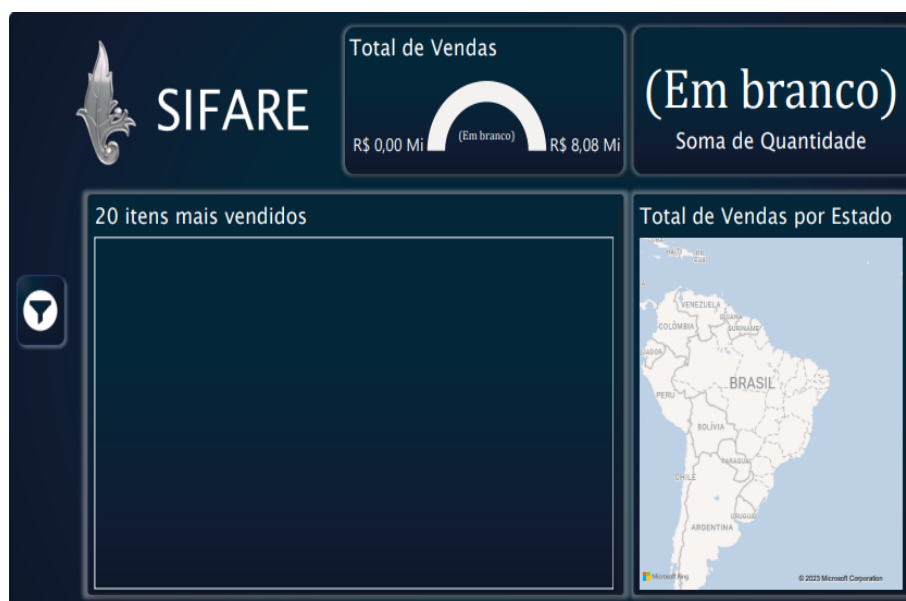 SIFARE
Total de Vendas
(Em branco)
R$ 0,00 Mi
R$ 8,08 Mi
(Em branco)
Soma de Quantidade
20 itens mais vendidos
Total de Vendas por Estado
HAITI
VENEZUELA
GUIANA
SURINAME
COLÔMBIA
BRASIL
PERU
BOLÍVIA
PARAGUAI
CHILE
URUGUAI
ARGENTINA
Microsoft Bing
© 2023 Microsoft Corporation